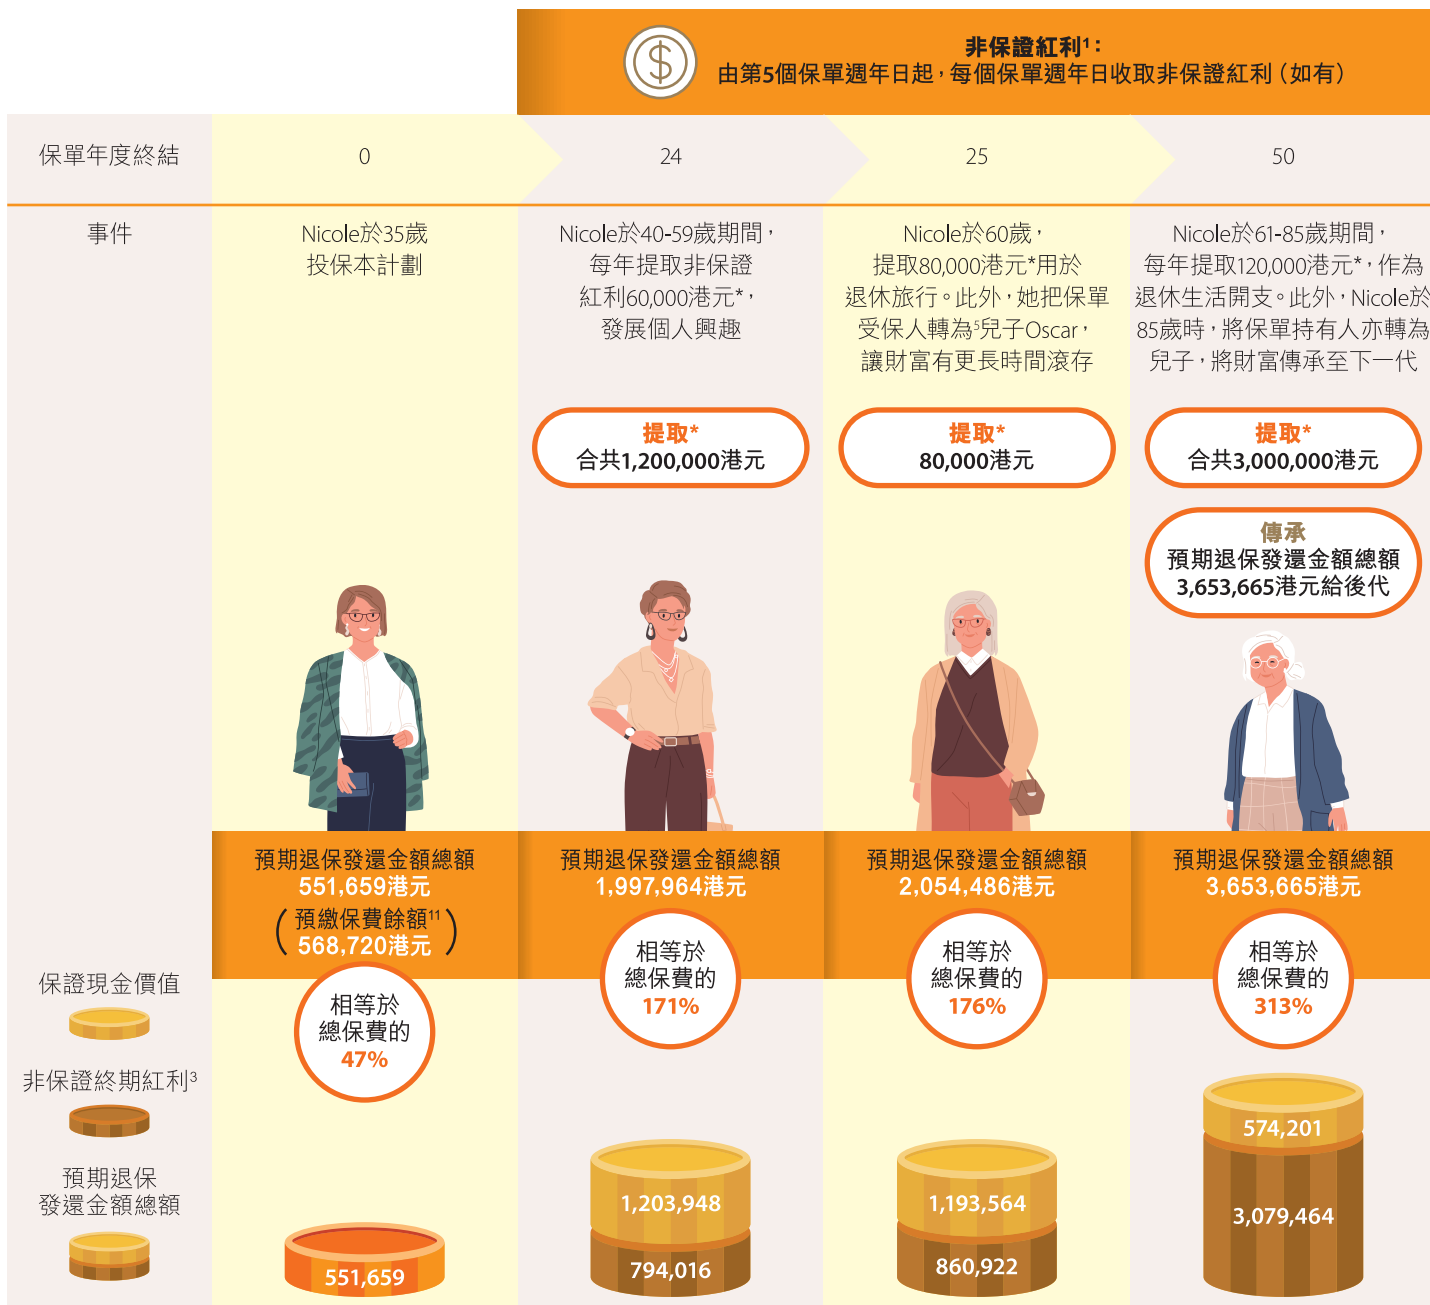 非保證紅利1：
由第5個保單週年日起，每個保單週年日收取非保證紅利（如有）
保單年度終結
0
24
25
50
事件
Nicole於35歲
投保本計劃
Nicole於40-59歲期間，
每年提取非保證
紅利60,000港元*，
發展個人興趣
Nicole於60歲，
提取80,000港元*用於
退休旅行。此外，她把保單
受保人轉為5兒子Oscar，
讓財富有更長時間滾存
Nicole於61-85歲期間，
每年提取120,000港元*，作為
退休生活開支。此外，Nicole於
85歲時，將保單持有人亦轉為
兒子，將財富傳承至下一代
提取*
合共1,200,000港元
提取*
80,000港元
提取*
合共3,000,000港元
傳承
預期退保發還金額總額
3,653,665港元給後代
預期退保發還金額總額
551,659港元
（預繳保費餘額11
568,720港元）
相等於
總保費的
47%
預期退保發還金額總額
1,997,964港元
相等於
總保費的
171%
預期退保發還金額總額
2,054,486港元
相等於
總保費的
176%
預期退保發還金額總額
3,653,665港元
相等於
總保費的
313%
保證現金價值
非保證終期紅利3
預期退保
發還金額總額
551,659
1,203,948
794,016
1,193,564
860,922
574,201
3,079,464